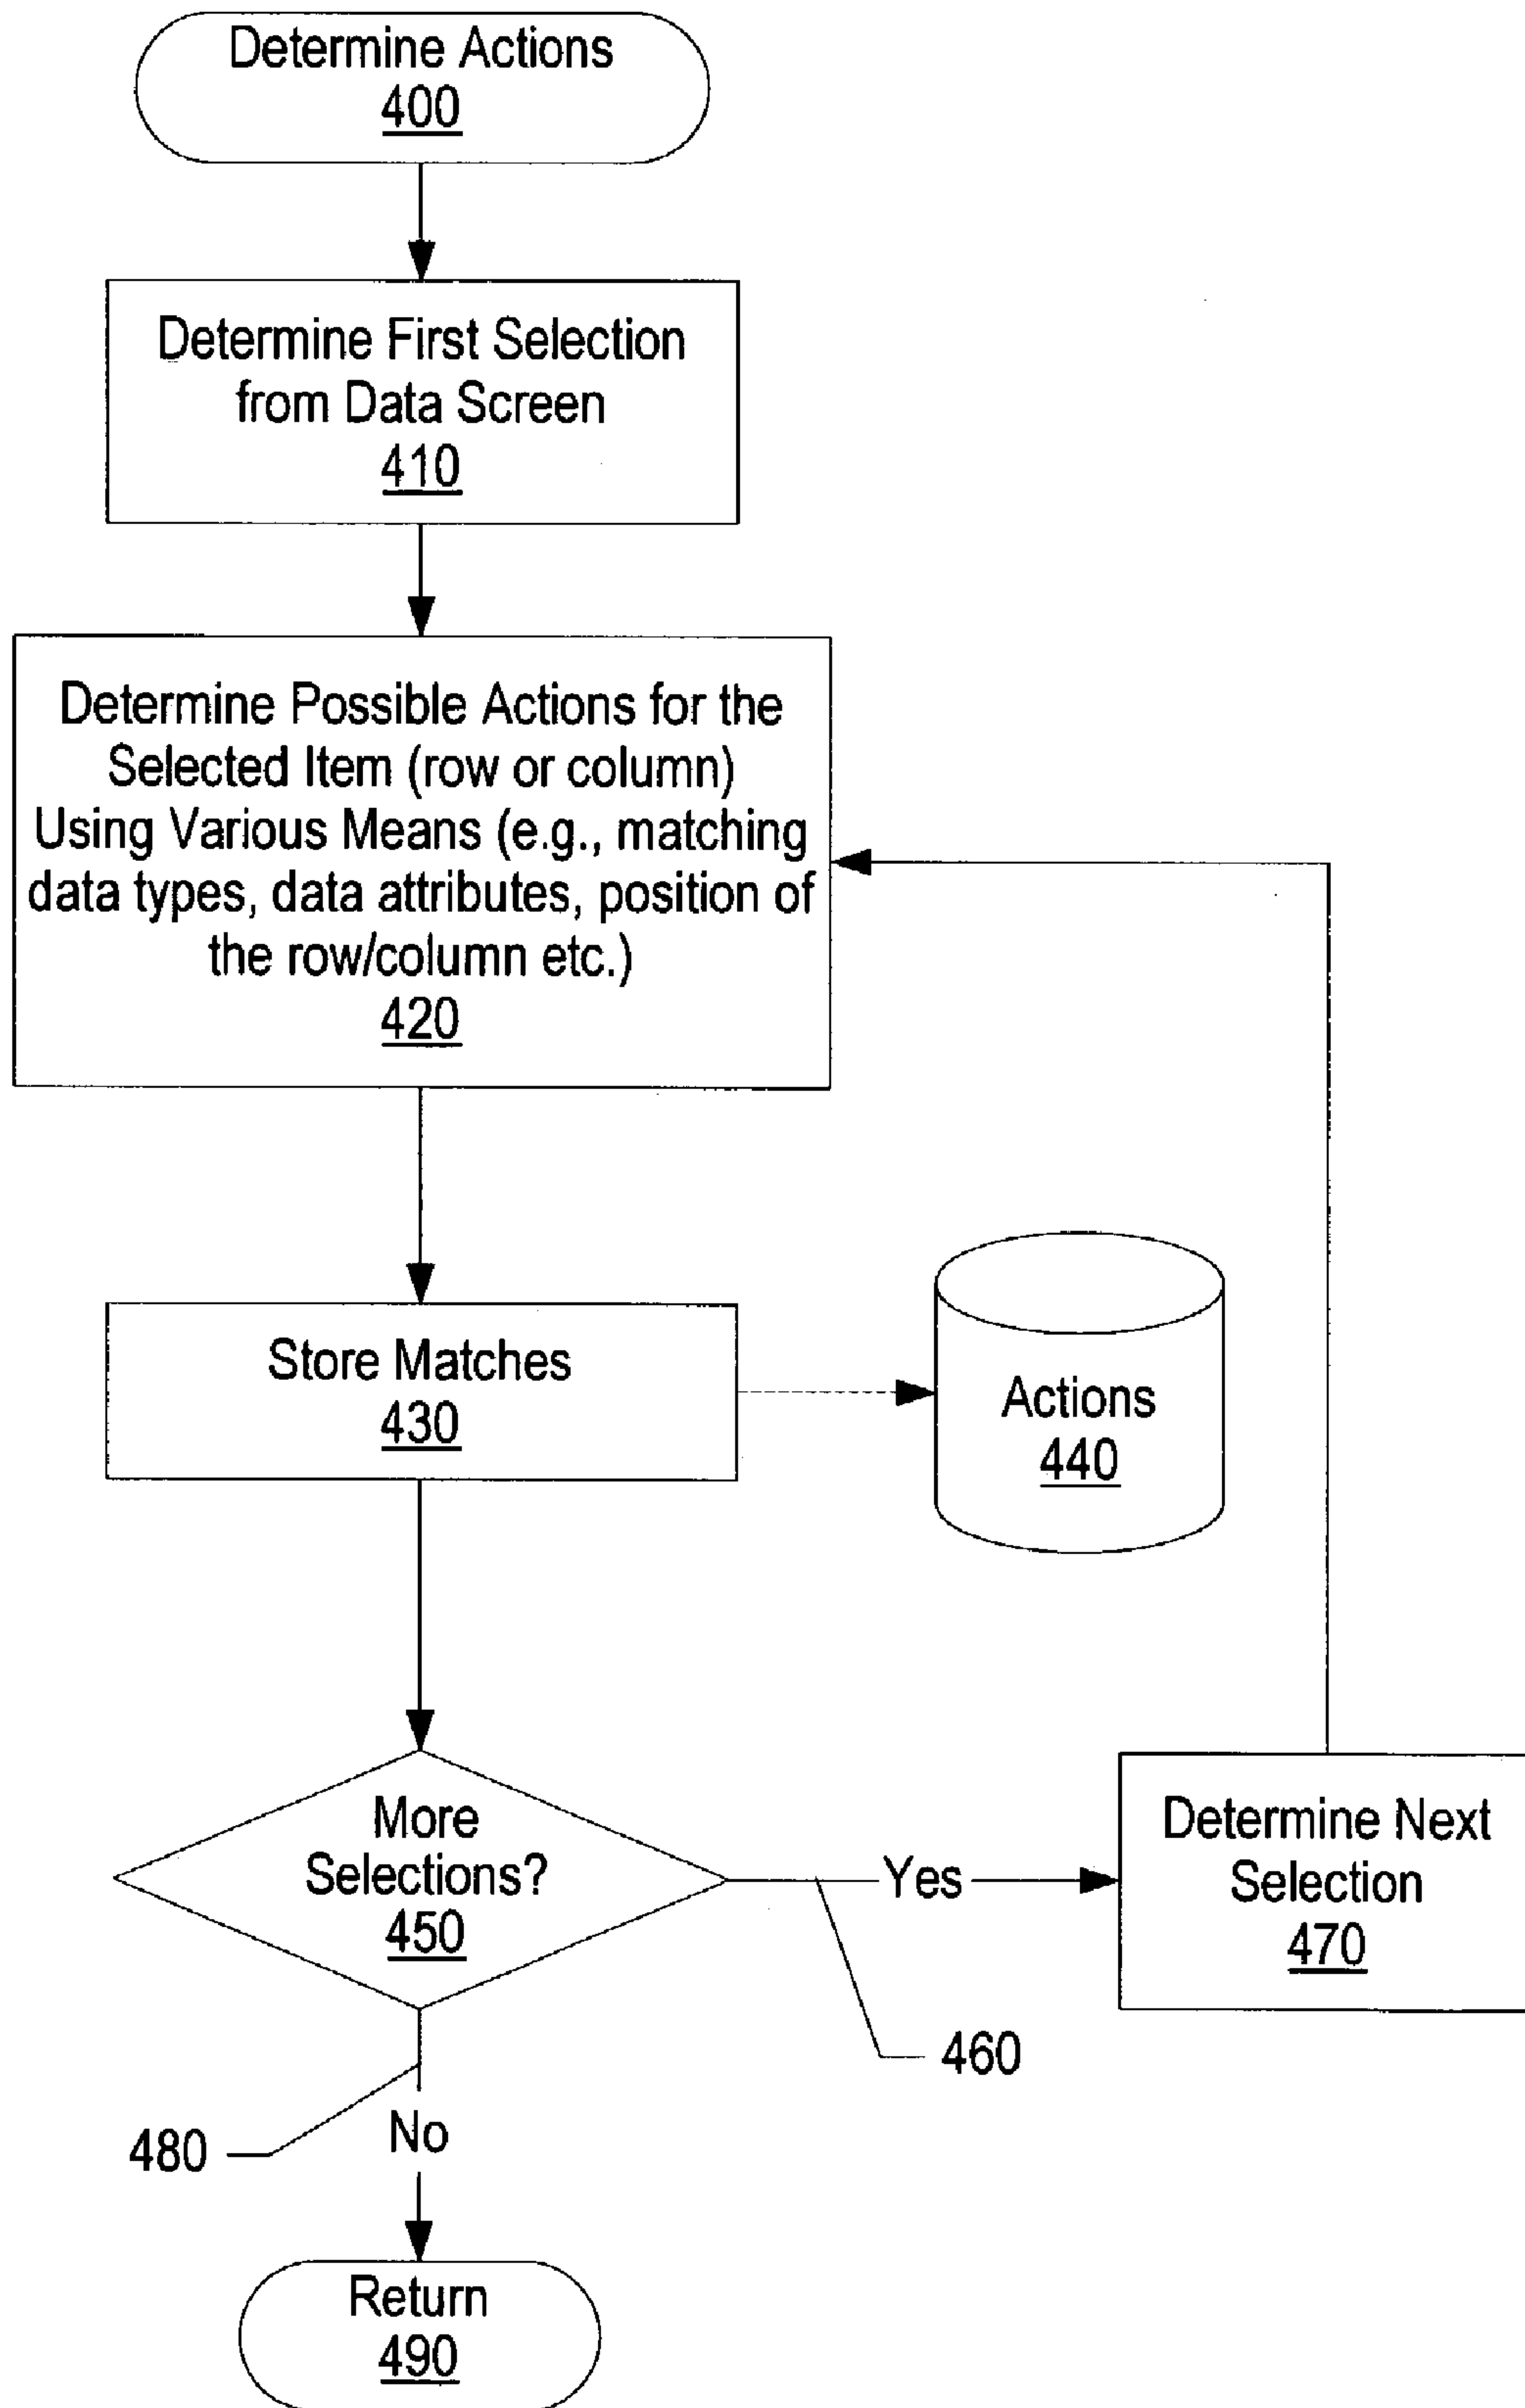 Determine Actions
400
Determine First Selection
from Data Screen
410
Determine Possible Actions for the
Selected Item (row or column)
Using Various Means (e.g., matching
data types, data attributes, position of
the row/column etc.)
420
Store Matches
430
Actions
440
More
Selections?
450
Yes
460
Determine Next
Selection
470
480
No
Return
490